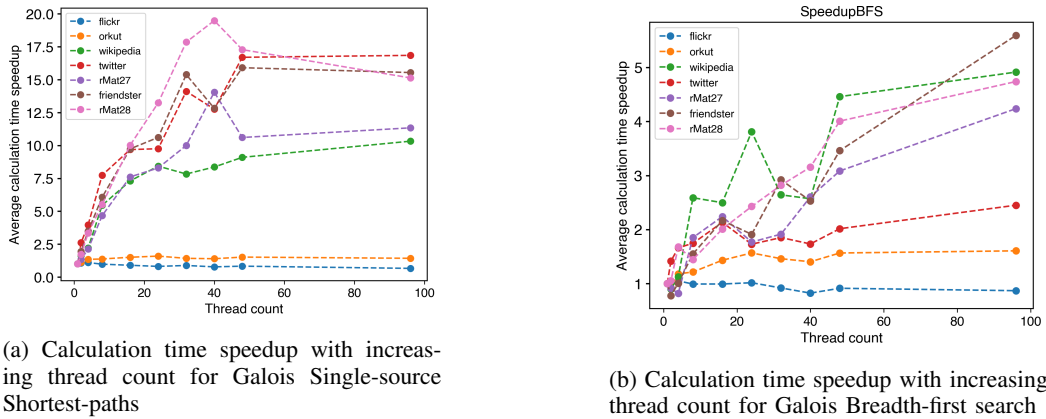 20.0
17.5
15.0
12.5
10.0
7.5
5.0
2.5
0.0
Average calculation time speedup
flickr
orkut
wikipedia
twitter
rMat27
friendster
rMat28
0
20
40
60
80
100
Thread count
(a) Calculation time speedup with increas-
ing thread count for Galois Single-source
Shortest-paths
SpeedupBFS
5
4
3
2
1
Average calculation time speedup
flickr
orkut
wikipedia
twitter
rMat27
friendster
rMat28
0
20
40
60
80
100
Thread count
(b) Calculation time speedup with increasing
thread count for Galois Breadth-first search